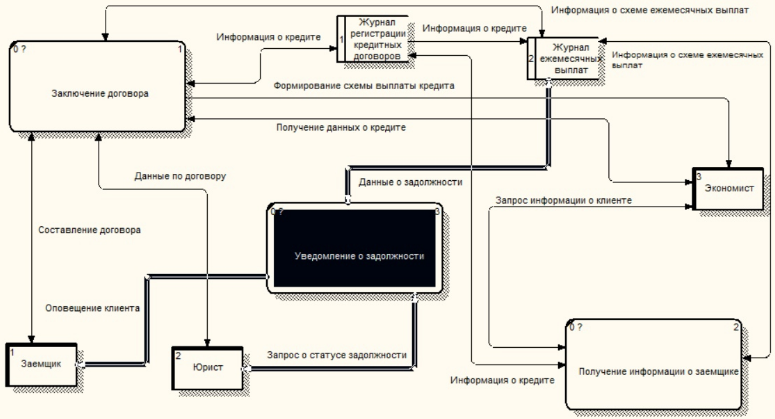 Информация о схеме ежемесячных выплат
0 ?
1
Заключение договора
Информация о кредите
1
Журнал
регистрации
кредитных
договоров
Информация о кредите
2
Журнал
ежемесячных
выплат
Информация о схеме ежемесячных
выплат
Формирование схемы выплаты кредита
Получение данных о кредите
Данные по договору
Данные о задолжности
3
Экономист
Запрос информации о клиенте
0 ?
3
Уведомление о задолжности
Составление договора
Оповещение клиента
1
Заемщик
2
Юрист
Запрос о статусе задолжности
Информация о кредите
0 ?
2
Получение информации о заемщике